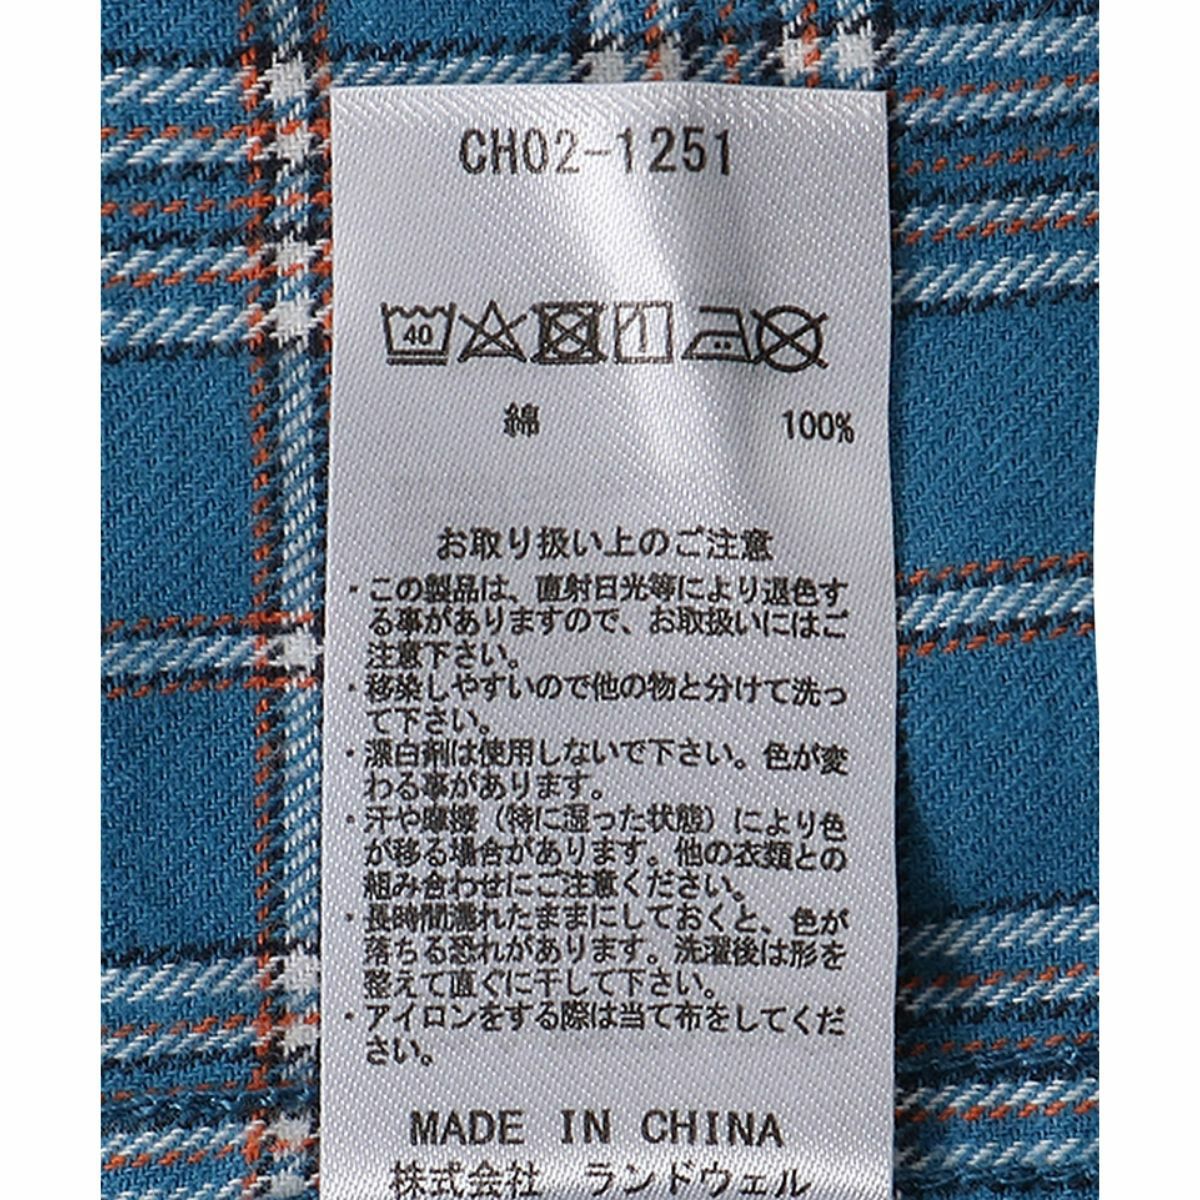 CH02-1251
40
綿 100%
お取り扱い上のご注意
・この製品は、直射日光等により退色す
る事がありますので、お取扱いにはご
注意下さい。
・移染しやすいので他の物と分けて洗っ
て下さい。
・漂白剤は使用しないで下さい。色が変
わる事があります。
・汗や摩擦（特に湿った状態）により色
が移る場合があります。他の衣類との
組み合わせにご注意ください。
・長時間濡れたままにしておくと、色が
落ちる恐れがあります。洗濯後は形を
整えて直ぐに干して下さい。
・アイロンをする際は当て布をしてくだ
さい。
MADE IN CHINA
株式会社 ランドウェル